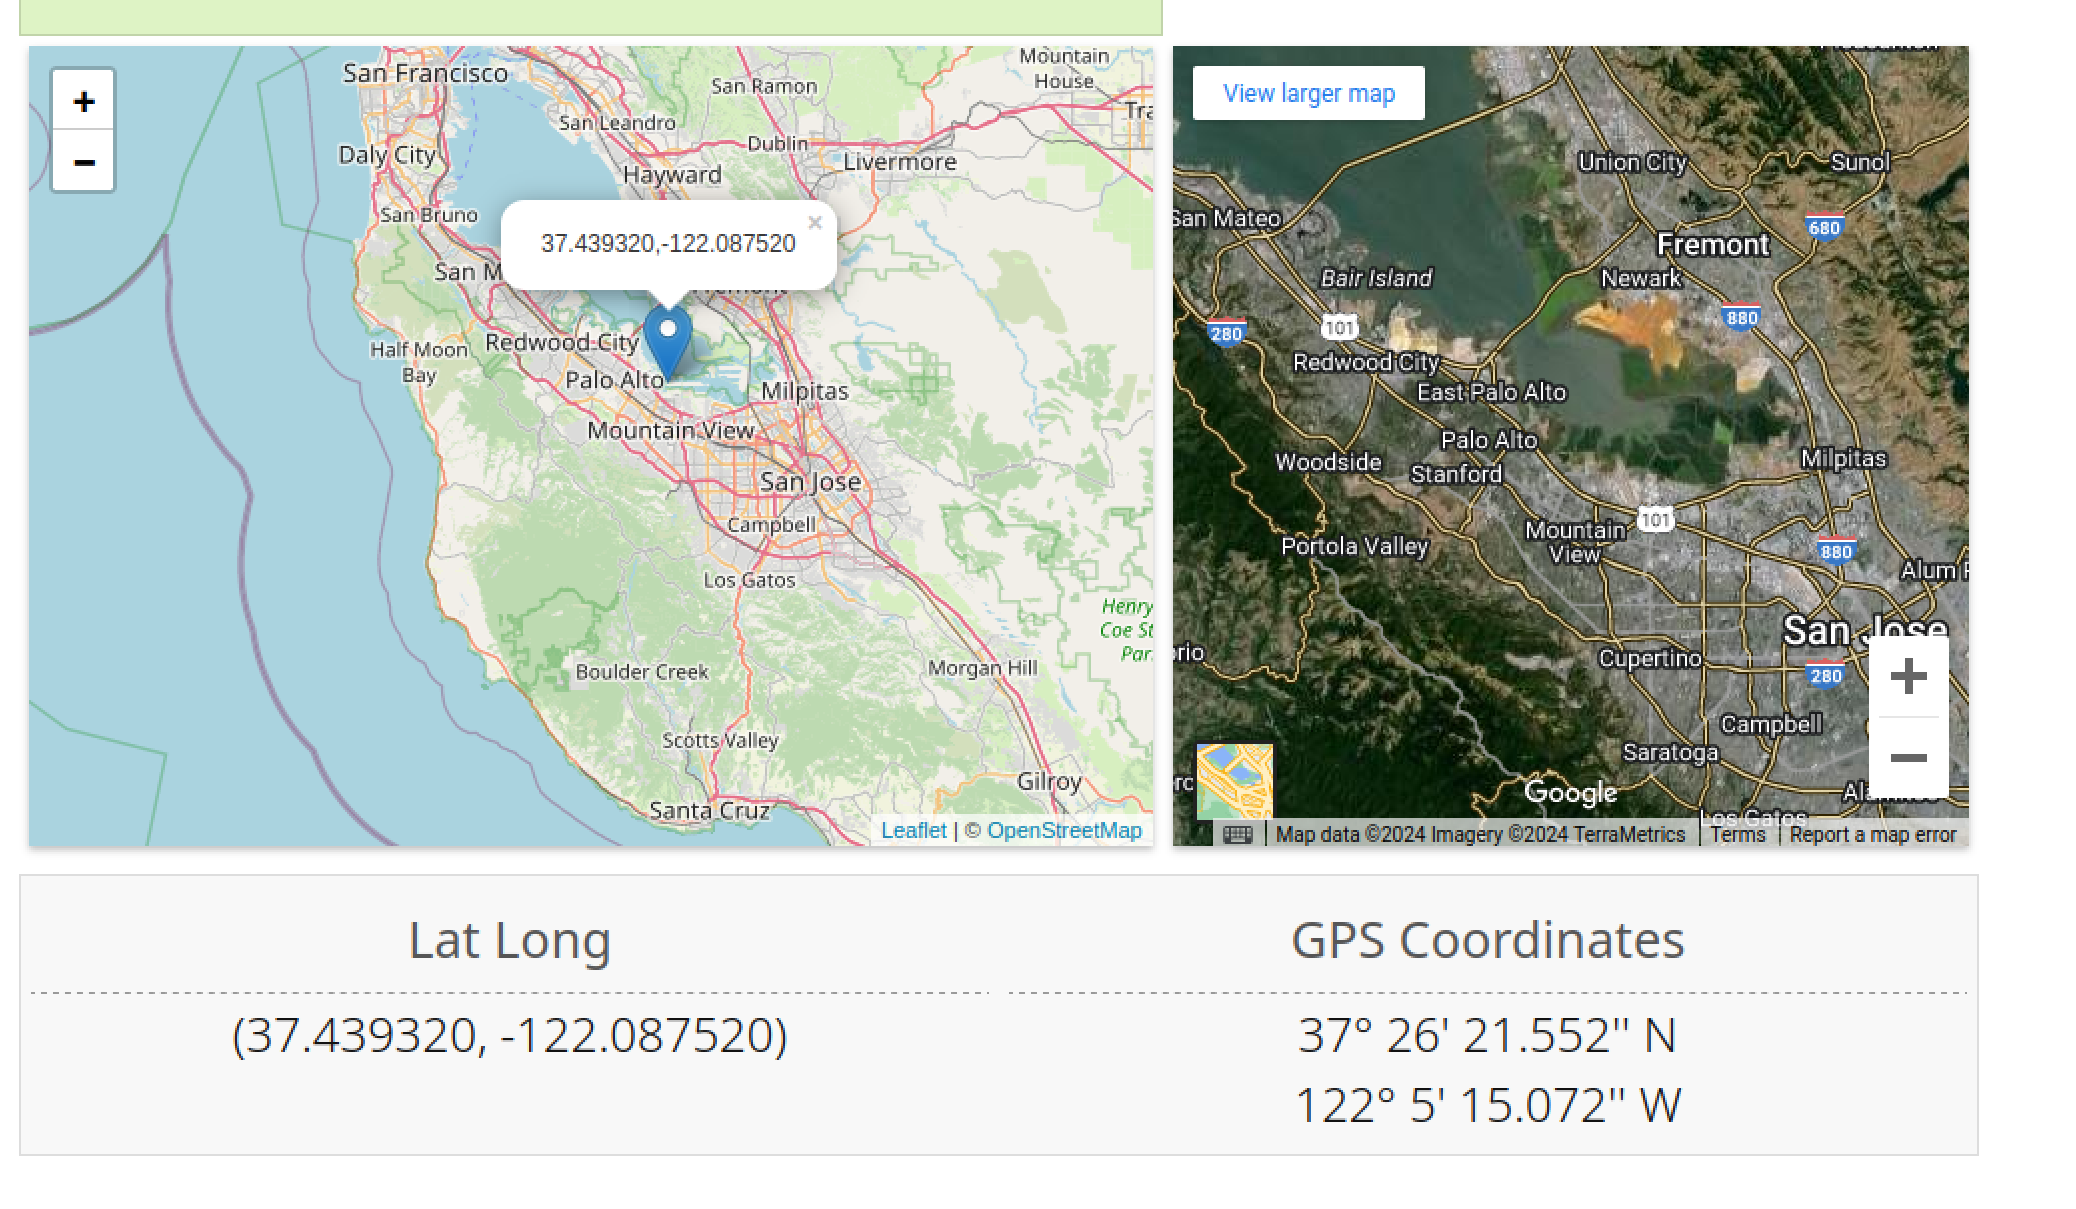 +
−
San Francisco
Daly City
San Bruno
San M
Half Moon
Bay
Redwood City
Palo Alto
Mountain View
San Leandro
Hayward
San Ramon
Dublin
Livermore
Mountain
House
Tra
37.439320,-122.087520
×
Milpitas
San Jose
Campbell
Los Gatos
Boulder Creek
Scotts Valley
Santa Cruz
Morgan Hill
Gilroy
Henry
Coe St
Par
Leaflet | © OpenStreetMap
View larger map
Union City
Sunol
San Mateo
680
Fremont
Bair Island
Newark
280
101
880
Redwood City
East Palo Alto
Palo Alto
Woodside
Stanford
Milpitas
Mountain
View
101
880
Portola Valley
Alum
San Jose
rio
Cupertino
280
Campbell
Saratoga
Los Gatos
Google
+
−
Map data ©2024 Imagery ©2024 TerraMetrics
Terms
Report a map error
Lat Long
(37.439320, -122.087520)
GPS Coordinates
37° 26' 21.552'' N
122° 5' 15.072'' W